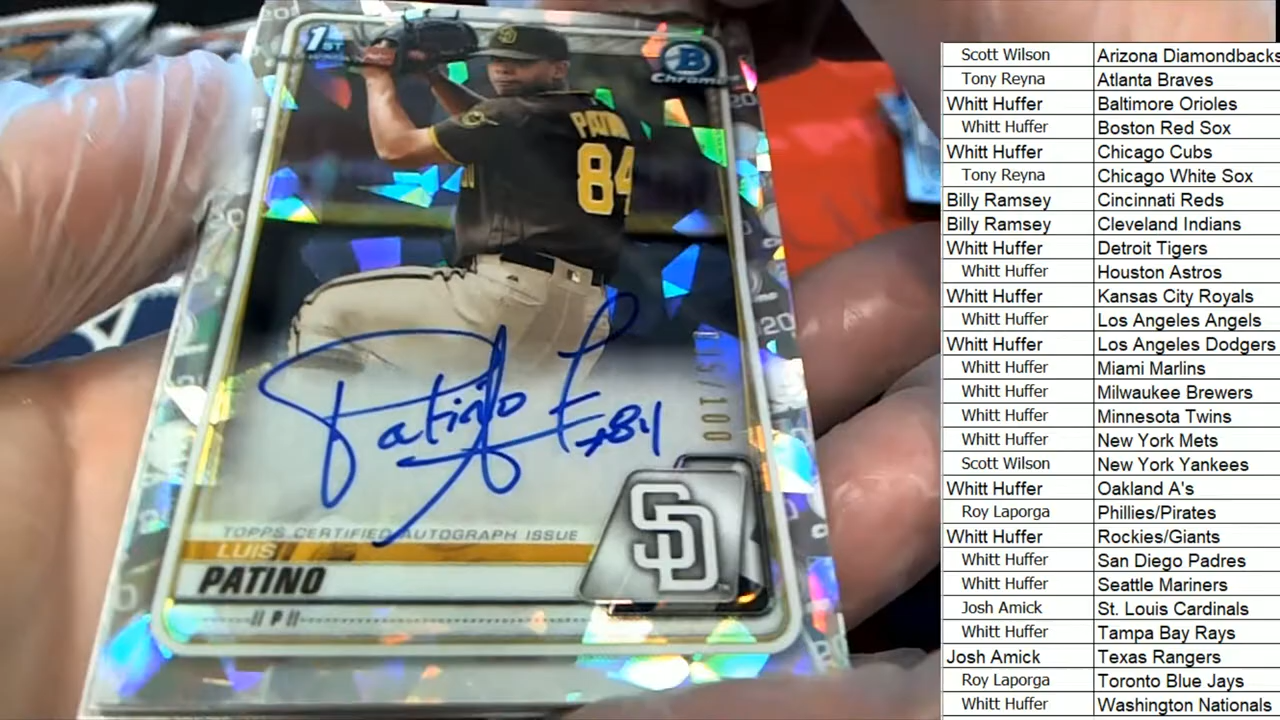 1ST
B
Chrome
PATIN
84
15/100
Patiño
#84
TOPPS CERTIFIED AUTOGRAPH ISSUE
LUIS
PATINO
P
SD
Scott Wilson Arizona Diamondbacks
Tony Reyna Atlanta Braves
Whitt Huffer Baltimore Orioles
Whitt Huffer Boston Red Sox
Whitt Huffer Chicago Cubs
Tony Reyna Chicago White Sox
Billy Ramsey Cincinnati Reds
Billy Ramsey Cleveland Indians
Whitt Huffer Detroit Tigers
Whitt Huffer Houston Astros
Whitt Huffer Kansas City Royals
Whitt Huffer Los Angeles Angels
Whitt Huffer Los Angeles Dodgers
Whitt Huffer Miami Marlins
Whitt Huffer Milwaukee Brewers
Whitt Huffer Minnesota Twins
Whitt Huffer New York Mets
Scott Wilson New York Yankees
Whitt Huffer Oakland A's
Roy Laporga Phillies/Pirates
Whitt Huffer Rockies/Giants
Whitt Huffer San Diego Padres
Whitt Huffer Seattle Mariners
Josh Amick St. Louis Cardinals
Whitt Huffer Tampa Bay Rays
Josh Amick Texas Rangers
Roy Laporga Toronto Blue Jays
Whitt Huffer Washington Nationals